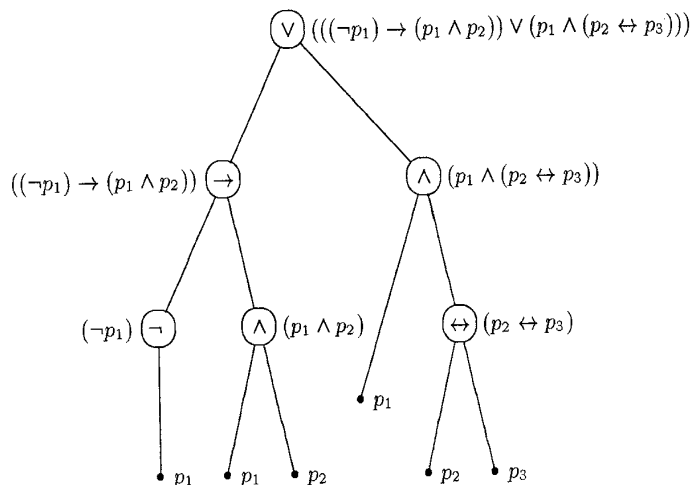 ∨ (((¬p₁) → (p₁ ∧ p₂)) ∨ (p₁ ∧ (p₂ ↔ p₃)))
((¬p₁) → (p₁ ∧ p₂)) → ∧ (p₁ ∧ (p₂ ↔ p₃))
(¬p₁) ¬ ∧ (p₁ ∧ p₂) ↔ (p₂ ↔ p₃)
p₁
p₁ p₁ p₂ p₂ p₃